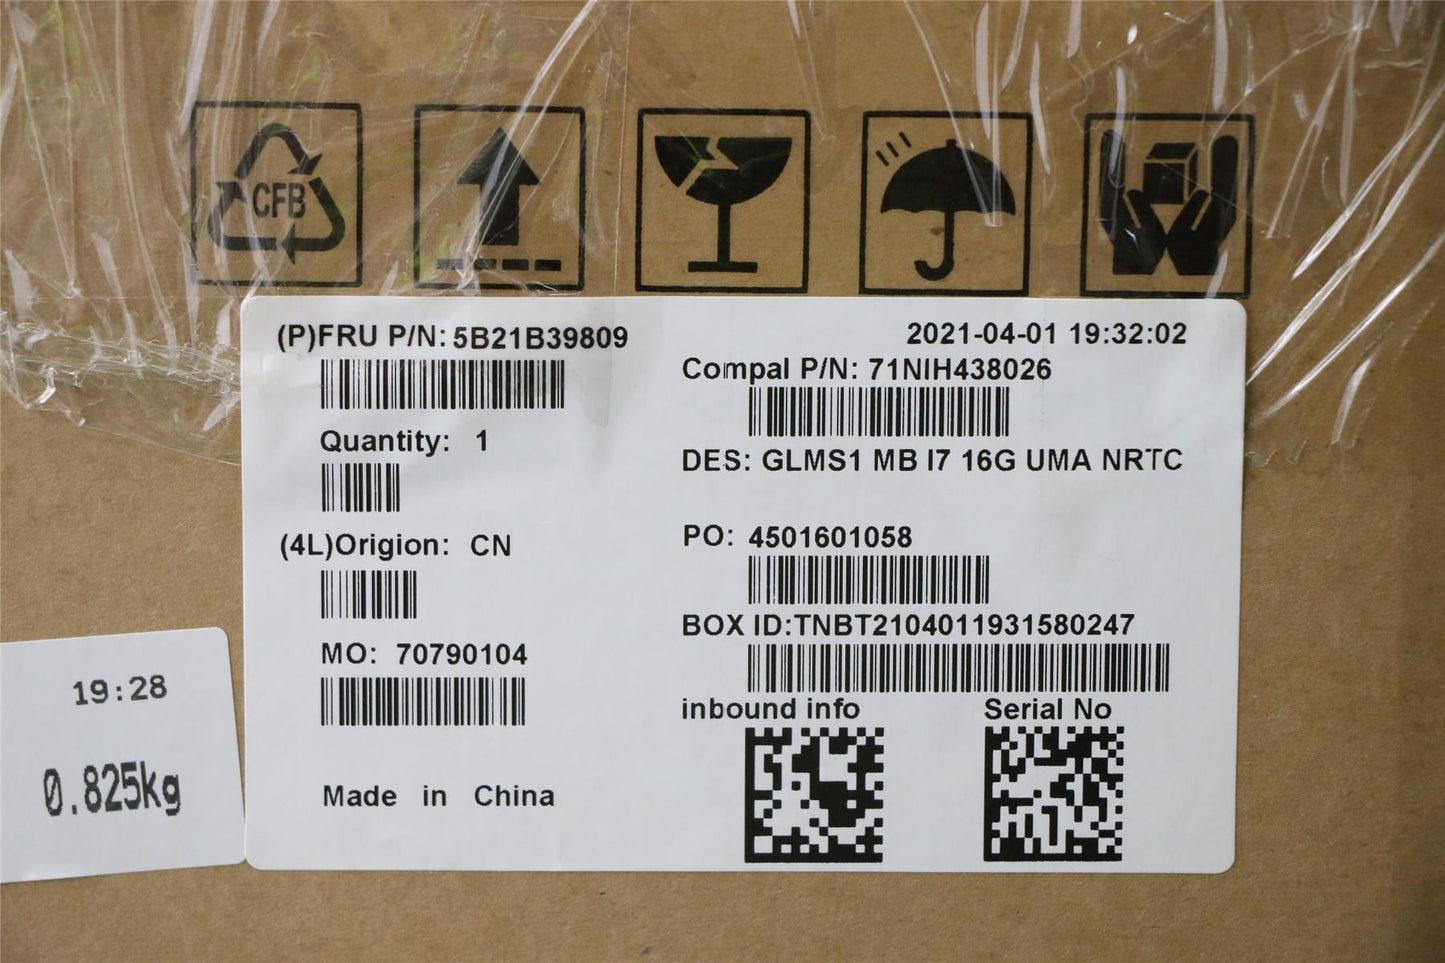 CFB
(P)FRU P/N: 5B21B39809
2021-04-01 19:32:02
Compal P/N: 71NIH438026
Quantity: 1
DES: GLMS1 MB I7 16G UMA NRTC
(4L)Origion: CN
PO: 4501601058
BOX ID:TNBT2104011931580247
MO: 70790104
inbound info
Serial No
Made in China
19:28
0.825kg